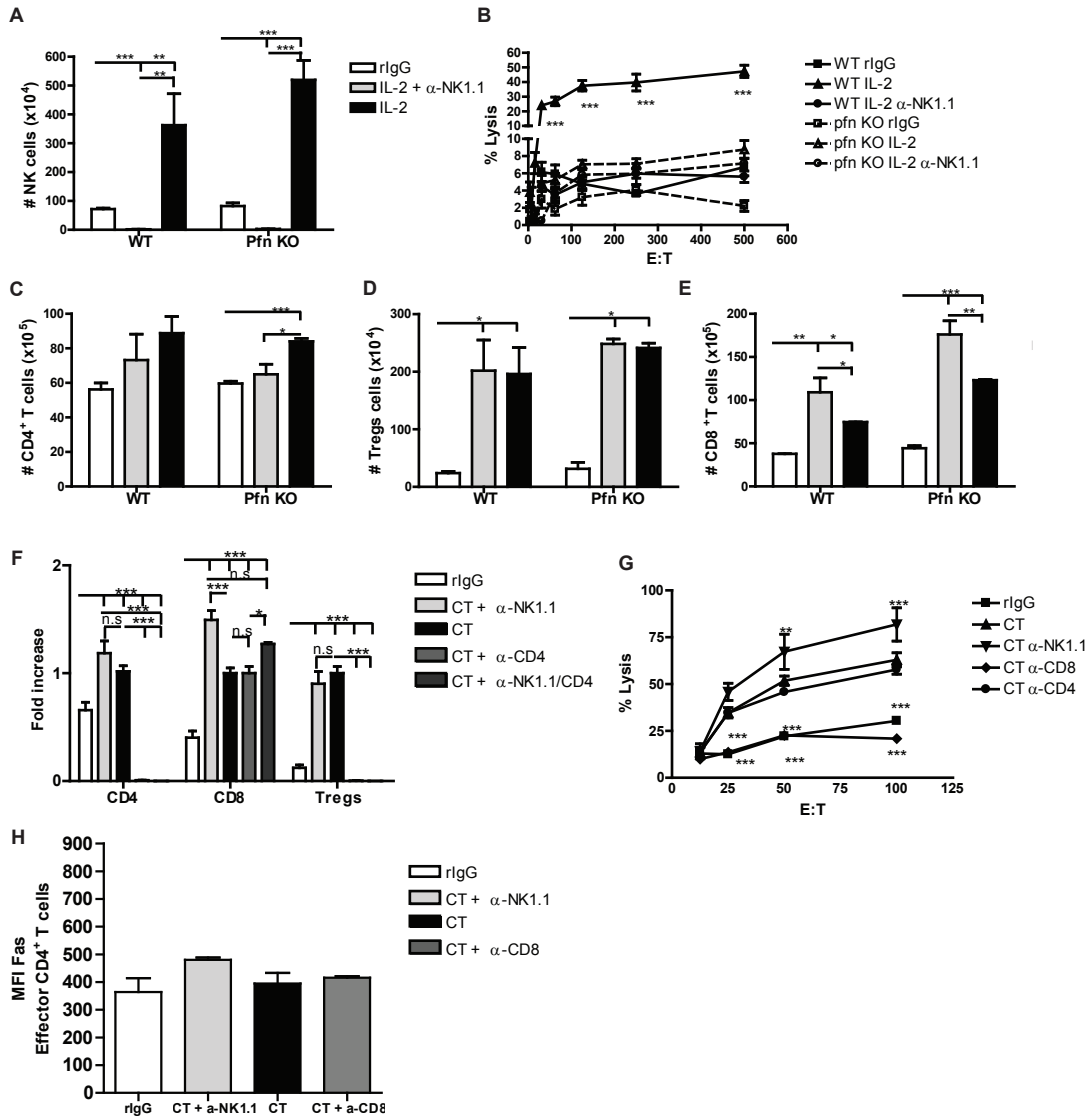 A
# NK cells (x10⁴)
600
500
400
300
200
100
0
*** **
**
***
***
WT
Pfn KO
rIgG
IL-2 + α-NK1.1
IL-2
B
% Lysis
60
50
40
30
20
10
8
6
4
2
0
***
***
***
***
0 100 200 300 400 500 600
E:T
WT rIgG
WT IL-2
WT IL-2 α-NK1.1
pfn KO rIgG
pfn KO IL-2
pfn KO IL-2 α-NK1.1
C
# CD4⁺ T cells (x10⁵)
100
80
60
40
20
0
***
*
WT
Pfn KO
D
# Tregs cells (x10⁴)
300
200
100
0
*
*
WT
Pfn KO
E
# CD8⁺T cells (x10⁵)
200
150
100
50
0
** *
*
***
**
WT
Pfn KO
F
Fold increase
2
1
0
***
***
n.s
***
***
n.s
***
n.s
*
***
n.s
***
CD4
CD8
Tregs
rIgG
CT + α-NK1.1
CT
CT + α-CD4
CT + α-NK1.1/CD4
G
% Lysis
100
75
50
25
0
**
***
***
***
***
***
***
0 25 50 75 100 125
E:T
rIgG
CT
CT α-NK1.1
CT α-CD8
CT α-CD4
H
MFI Fas
Effector CD4⁺ T cells
900
800
700
600
500
400
300
200
100
0
rIgG
CT + a-NK1.1
CT
CT + a-CD8
rIgG
CT + α-NK1.1
CT
CT + α-CD8